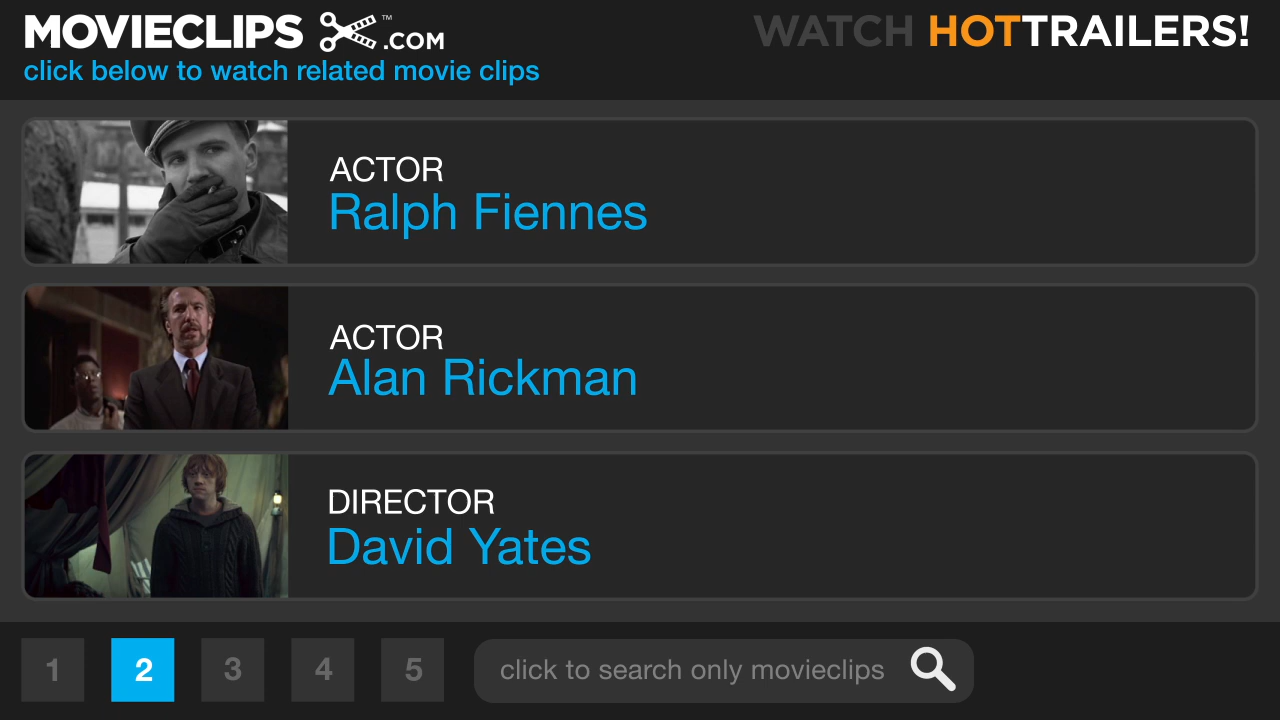 MOVIECLIPS ™ .COM
WATCH HOTTRAILERS!
click below to watch related movie clips
ACTOR
Ralph Fiennes
ACTOR
Alan Rickman
DIRECTOR
David Yates
1 2 3 4 5 click to search only movieclips